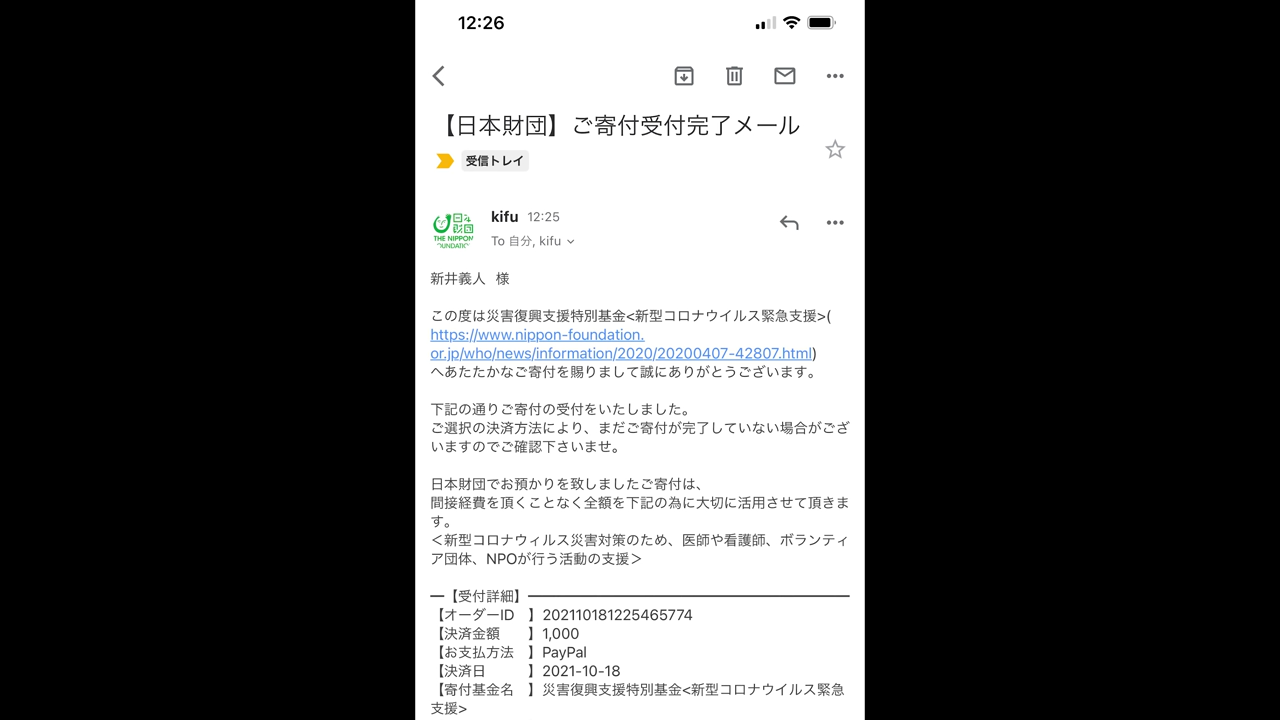 12:26
【日本財団】ご寄付受付完了メール
受信トレイ
日本財団
THE NIPPON
FOUNDATION
kifu 12:25
To 自分, kifu
新井義人 様
この度は災害復興支援特別基金<新型コロナウイルス緊急支援>(
https://www.nippon-foundation.
or.jp/who/news/information/2020/20200407-42807.html)
へあたたかなご寄付を賜りまして誠にありがとうございます。
下記の通りご寄付の受付をいたしました。
ご選択の決済方法により、まだご寄付が完了していない場合がござ
いますのでご確認下さいませ。
日本財団でお預かりを致しましたご寄付は、
間接経費を頂くことなく全額を下記の為に大切に活用させて頂きま
す。
＜新型コロナウィルス災害対策のため、医師や看護師、ボランティ
ア団体、NPOが行う活動の支援＞
━【受付詳細】━━━━━━━━━━━━━━━━━━━━━━━
【オーダーID　】202110181225465774
【決済金額　　】1,000
【お支払方法　】PayPal
【決済日　　　】2021-10-18
【寄付基金名　】災害復興支援特別基金<新型コロナウイルス緊急
支援>